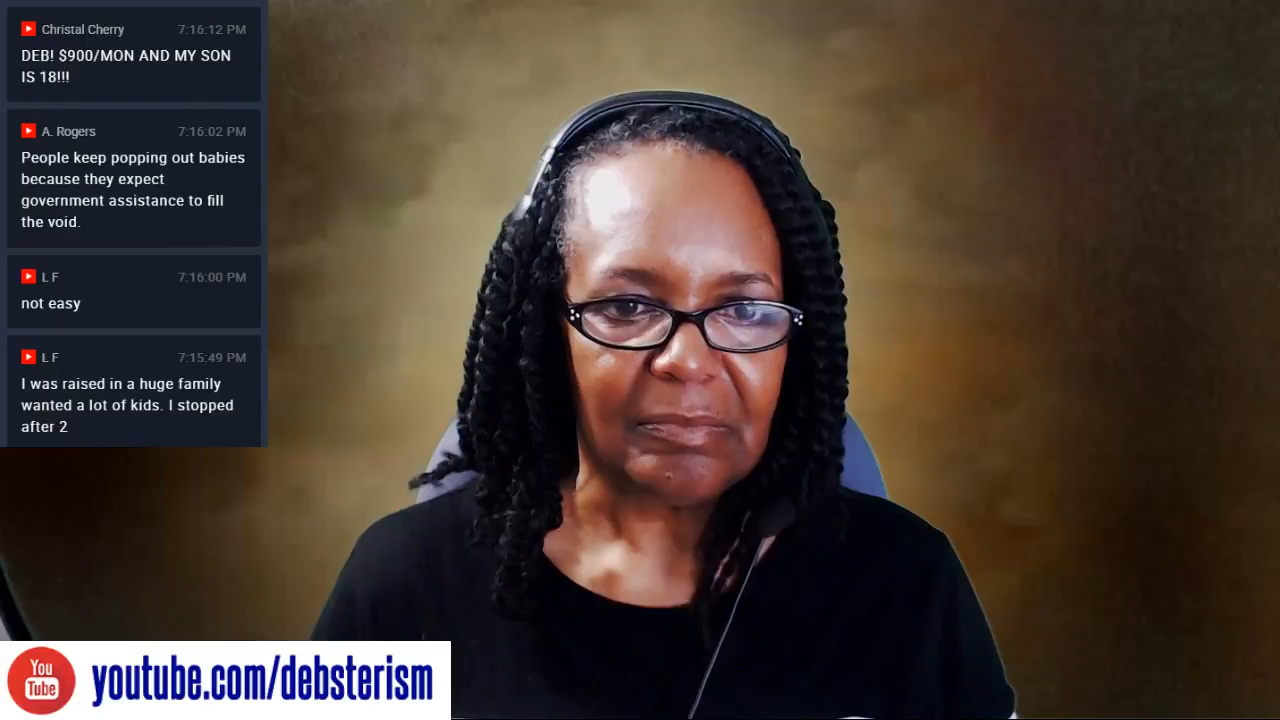 Christal Cherry 7:16:12 PM
DEB! $900/MON AND MY SON
IS 18!!!
A. Rogers 7:16:02 PM
People keep popping out babies
because they expect
government assistance to fill
the void.
L F 7:16:00 PM
not easy
L F 7:15:49 PM
I was raised in a huge family
wanted a lot of kids. I stopped
after 2
You
Tube
youtube.com/debsterism